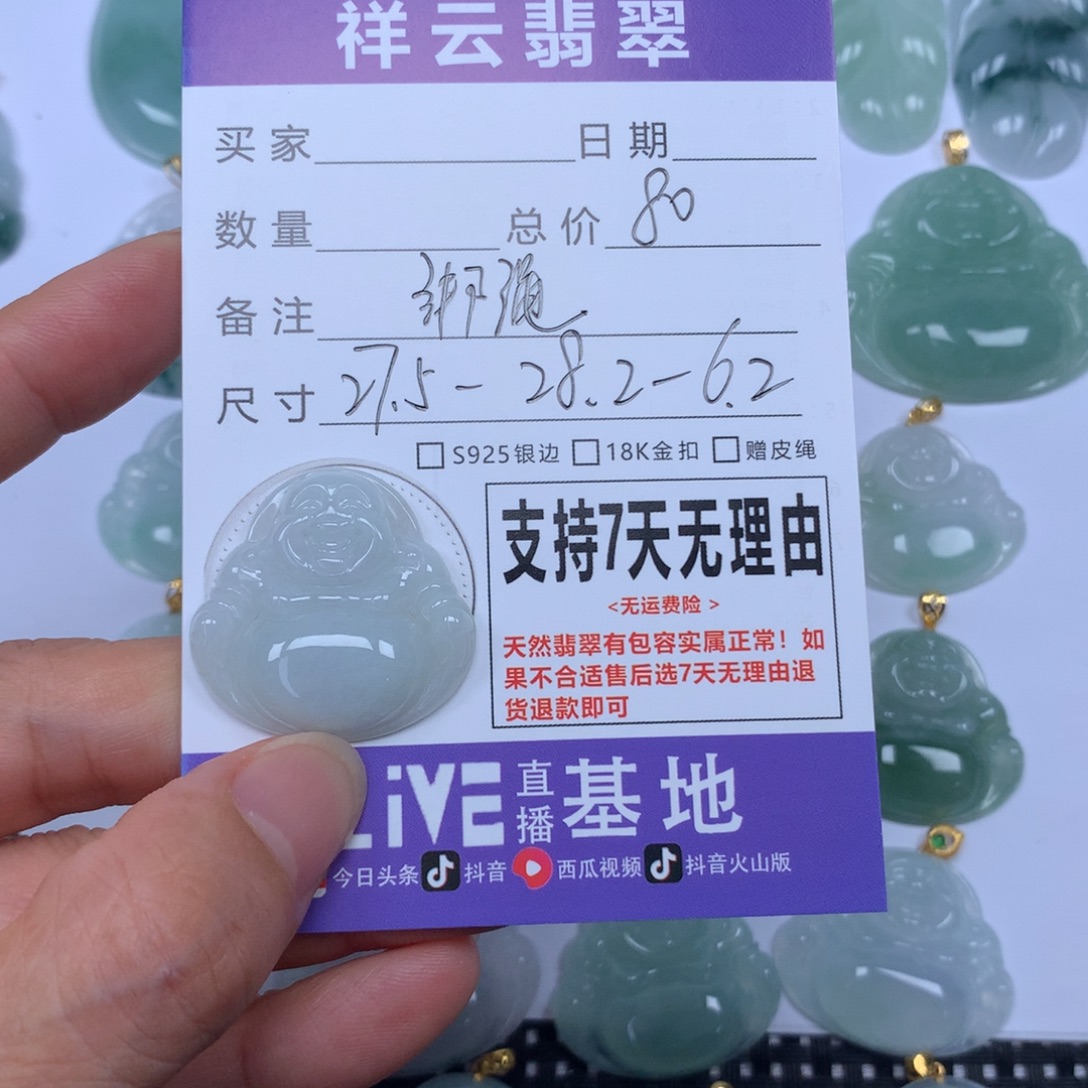 祥云翡翠
买家 日期
数量 总价 80
备注 绑绳
尺寸 27.5-28.2-6.2
S925银边 18K金扣 赠皮绳
支持7天无理由
<无运费险>
天然翡翠有包容实属正常！如
果不合适售后选7天无理由退
货退款即可
LiVE 直播 基地
今日头条 抖音 西瓜视频 抖音火山版